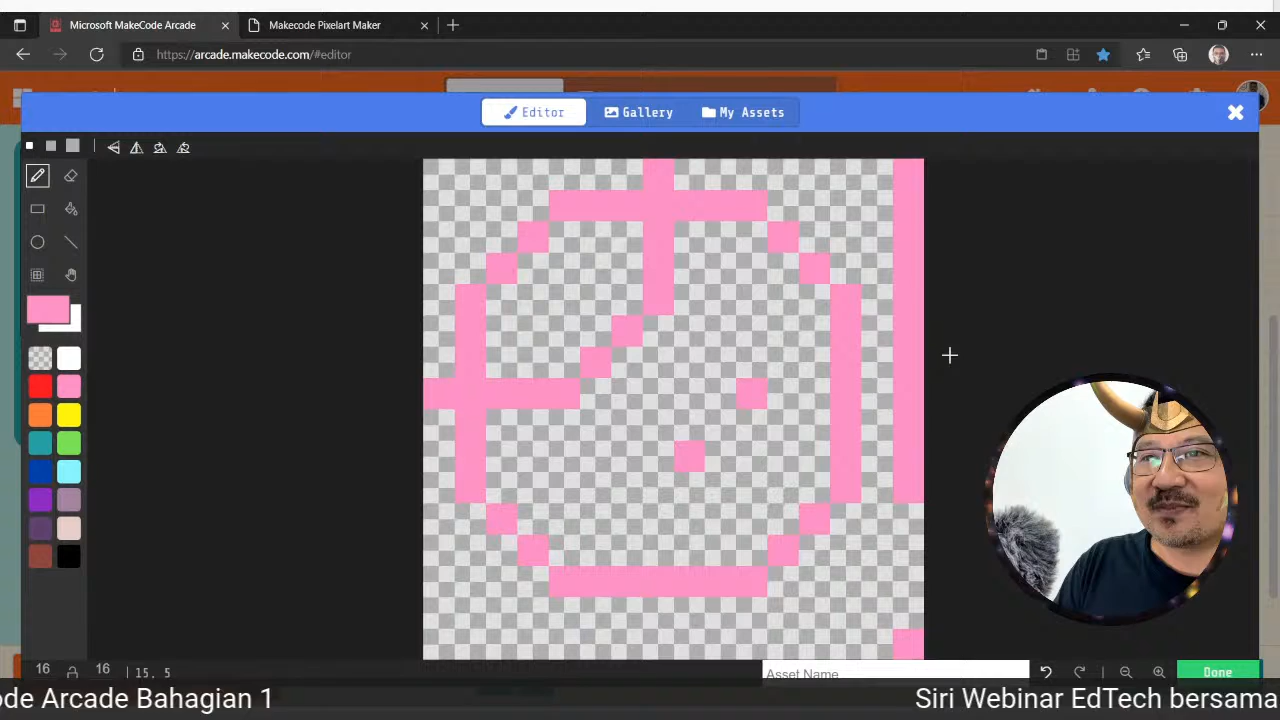 Microsoft MakeCode Arcade
Makecode Pixelart Maker
https://arcade.makecode.com/#editor
Editor
Gallery
My Assets
16
16
15, 5
Asset Name
Done
ode Arcade Bahagian 1
Siri Webinar EdTech bersama